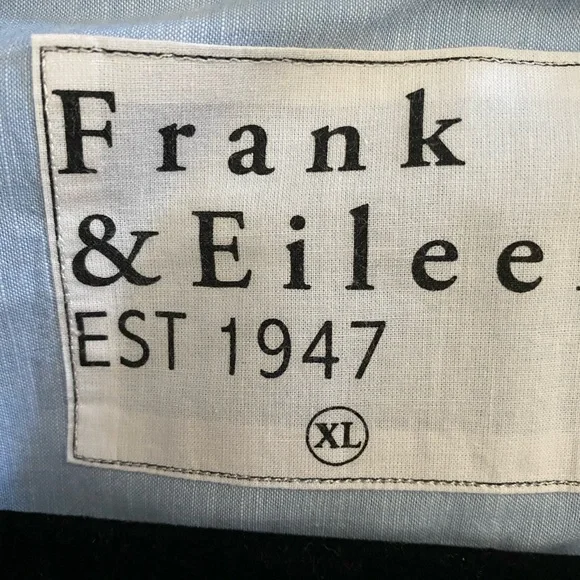 Frank
& Eilee
EST 1947
XL